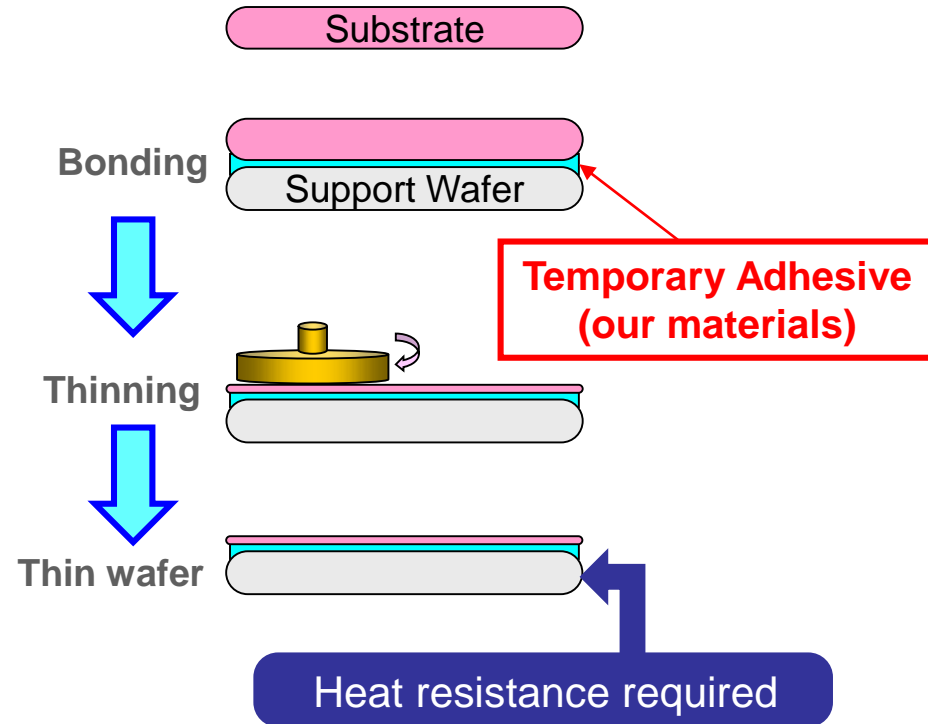 Substrate
Bonding
Support Wafer
Temporary Adhesive
(our materials)
Thinning
Thin wafer
Heat resistance required